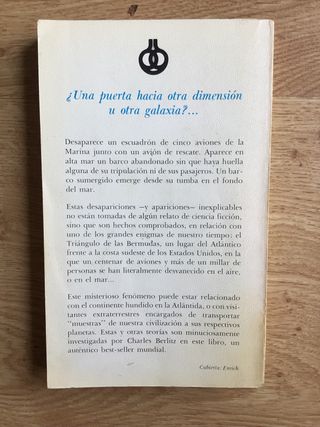 ¿Una puerta hacia otra dimensión
u otra galaxia?...
Desaparece un escuadrón de cinco aviones de la
Marina junto con un avión de rescate. Aparece en
alta mar un barco abandonado sin que haya huella
alguna de su tripulación ni de sus pasajeros. Un bar-
co sumergido emerge desde su tumba en el fondo
del mar.
Estas desapariciones —y apariciones— inexplicables
no están tomadas de algún relato de ciencia ficción,
sino que son hechos comprobados, en relación con
uno de los grandes enigmas de nuestro tiempo: el
Triángulo de las Bermudas, un lugar del Atlántico
frente a la costa sudeste de los Estados Unidos, en la
que un centenar de aviones y más de un millar de
personas se han literalmente desvanecido en el aire,
o en el mar...
Este misterioso fenómeno puede estar relacionado
con el continente hundido en la Atlántida, o con visi-
tantes extraterrestres encargados de transportar
"muestras" de nuestra civilización a sus respectivos
planetas. Estas y otras teorías son minuciosamente
investigadas por Charles Berlitz en este libro, un
auténtico best-seller mundial.
Cubierta: Enrich